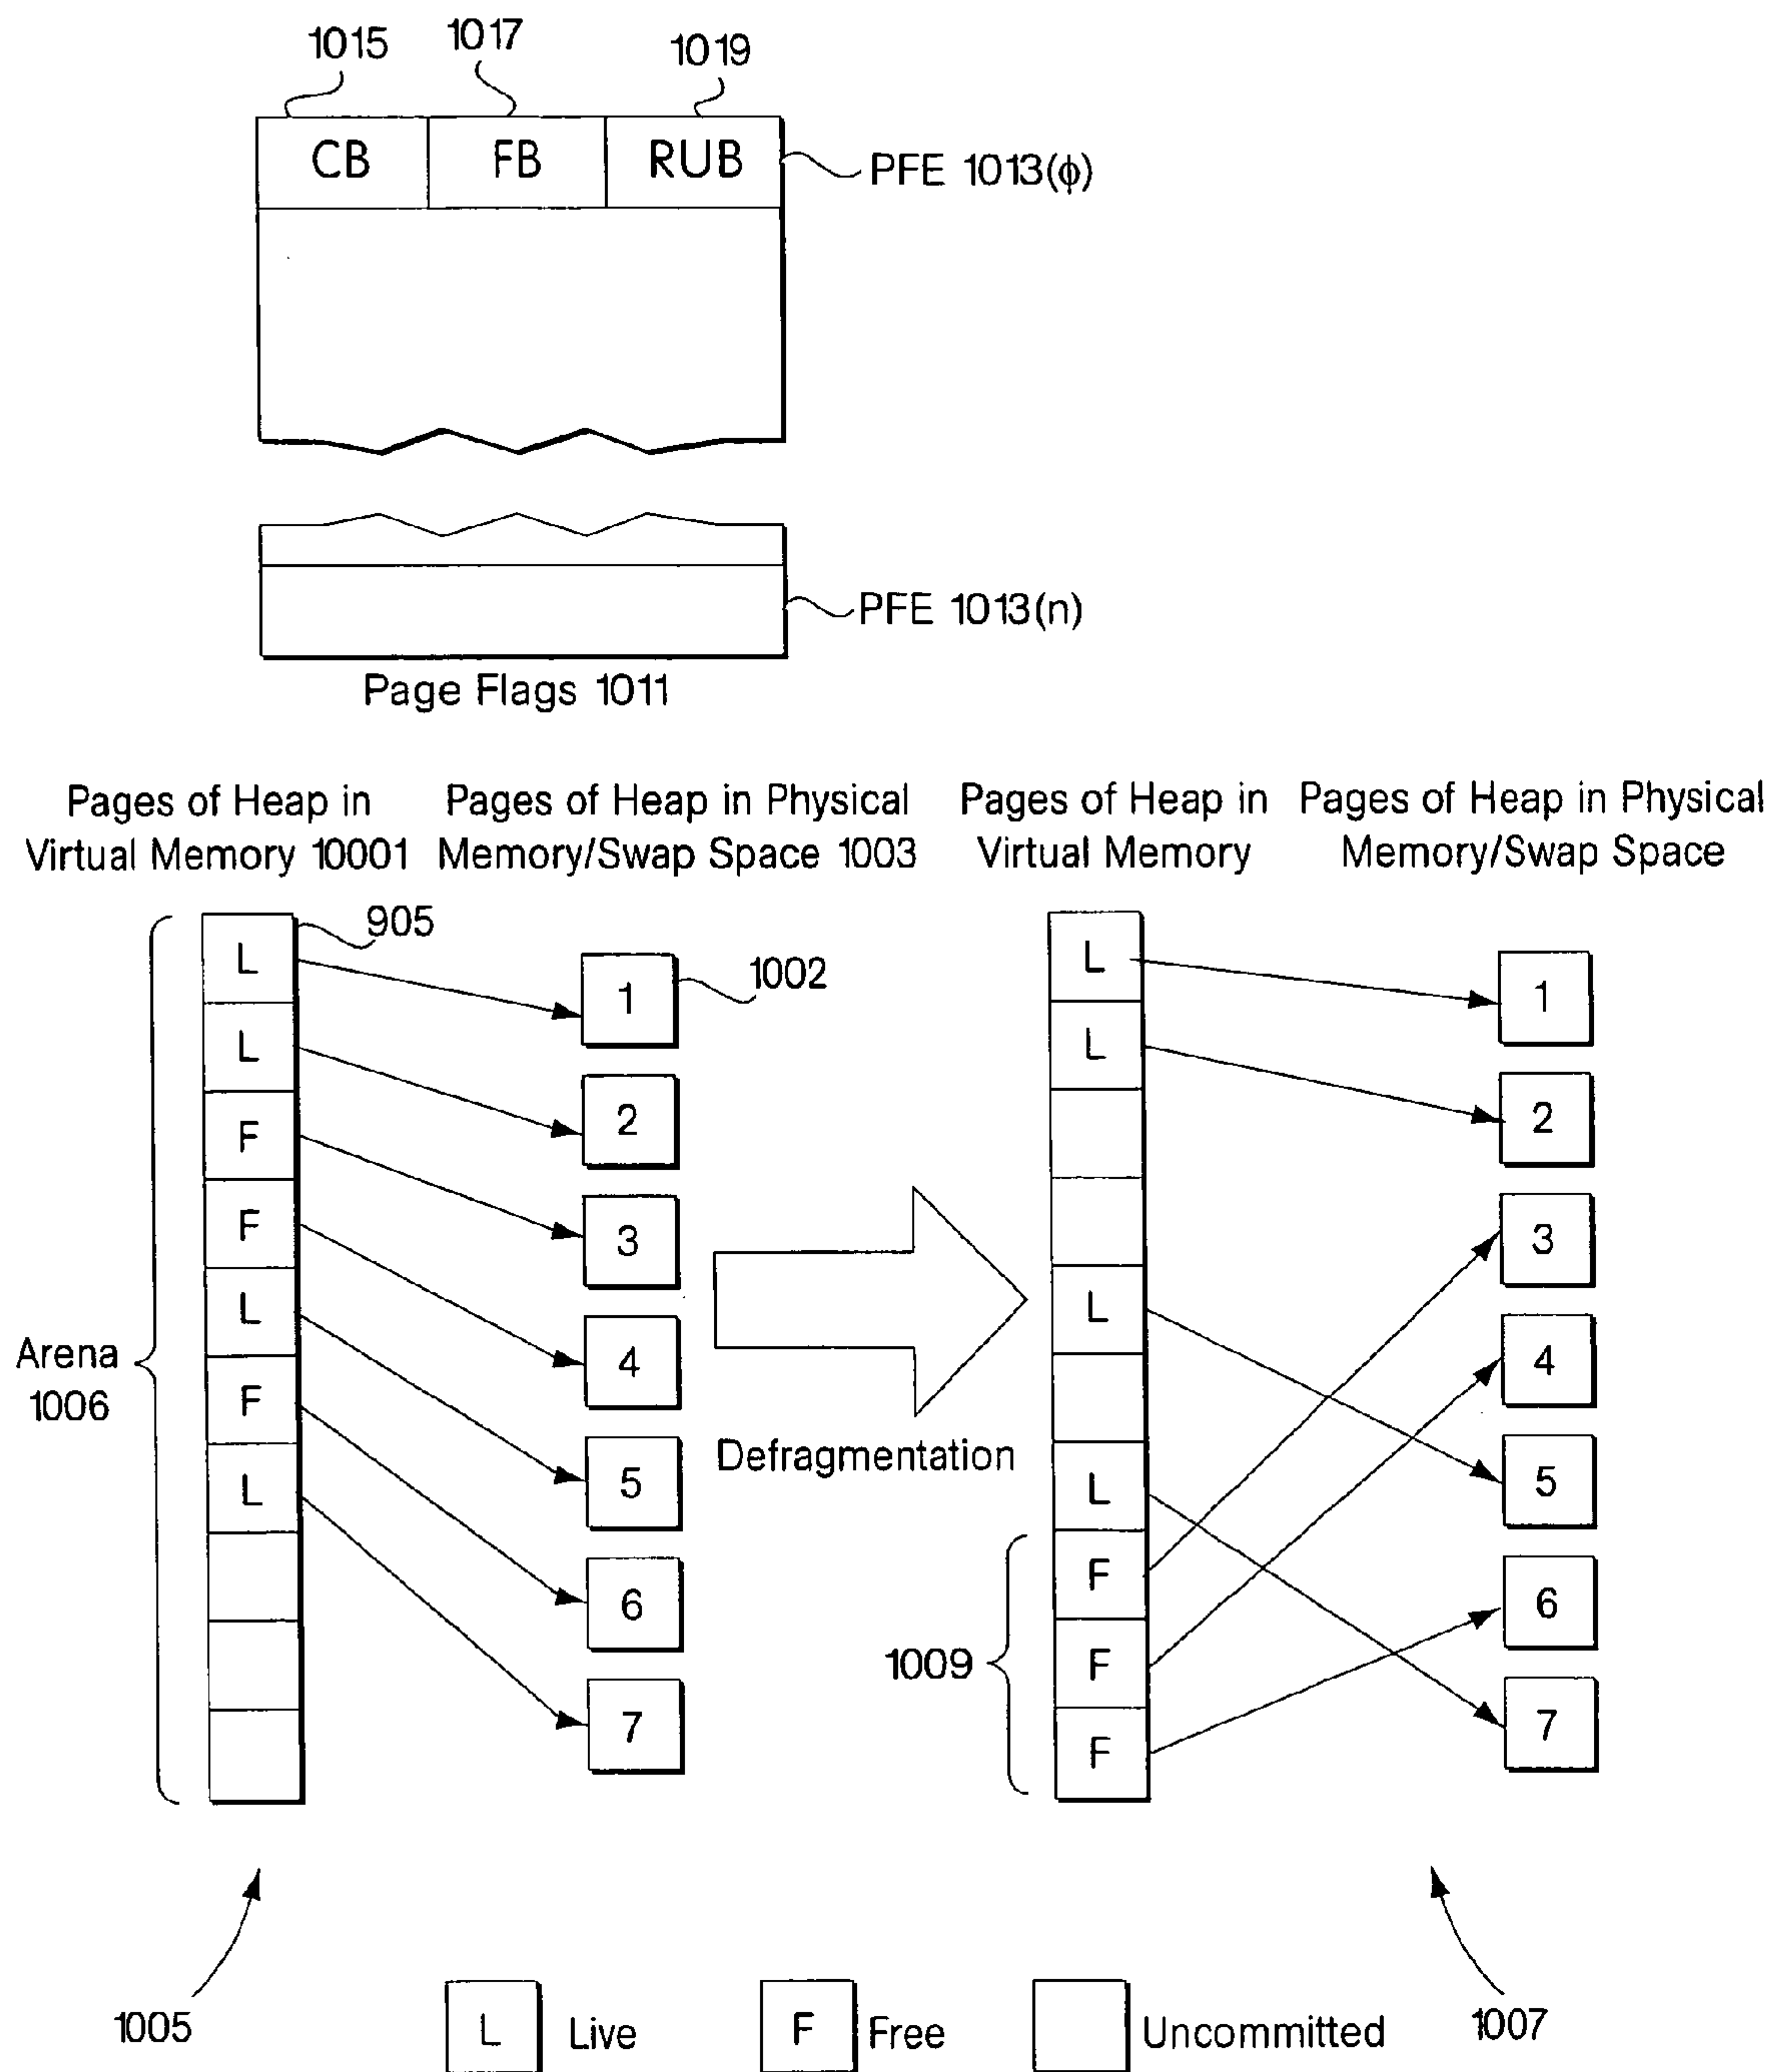 1015
1017
1019
CB
FB
RUB
PFE 1013(ϕ)
PFE 1013(n)
Page Flags 1011
Pages of Heap in
Virtual Memory 10001
Pages of Heap in Physical
Memory/Swap Space 1003
Pages of Heap in
Virtual Memory
Pages of Heap in Physical
Memory/Swap Space
905
1002
Arena
1006
L
L
F
F
L
F
L
1
2
3
4
5
6
7
Defragmentation
L
L
L
L
F
F
F
1009
1
2
3
4
5
6
7
1005
1007
L Live
F Free
Uncommitted